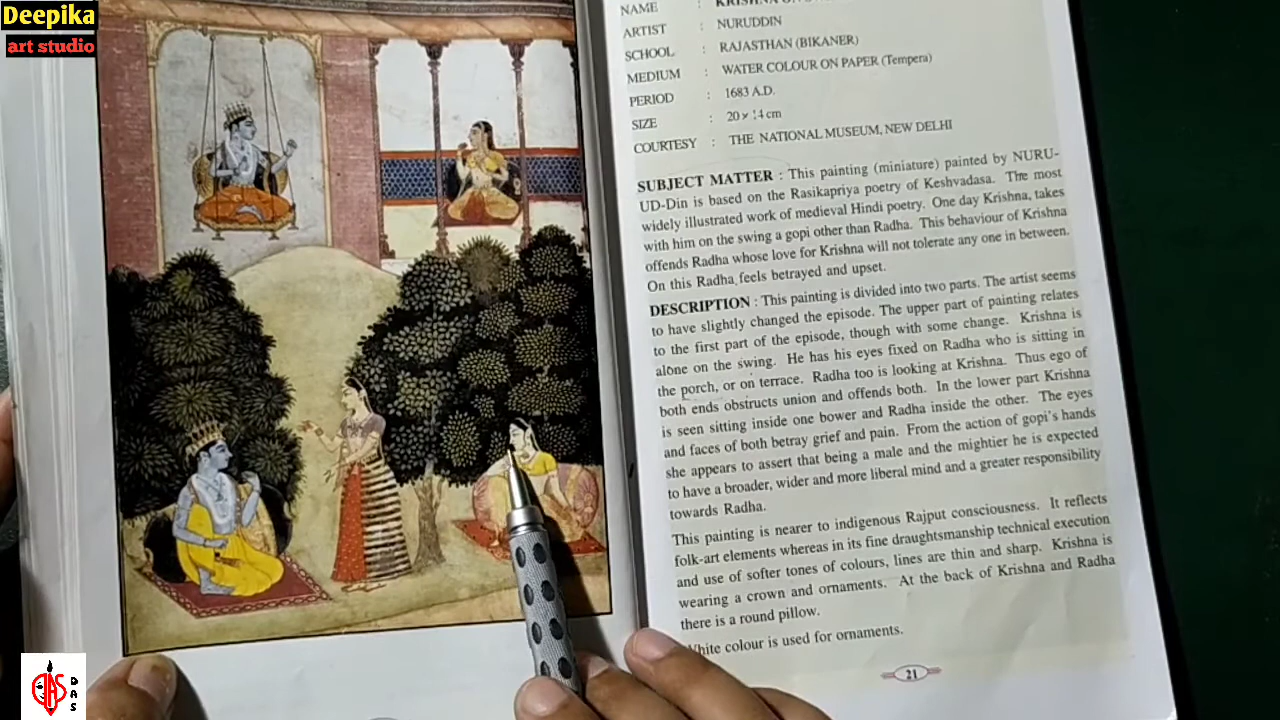 Deepika
art studio
NAME :
ARTIST : NURUDDIN
SCHOOL : RAJASTHAN (BIKANER)
MEDIUM : WATER COLOUR ON PAPER (Tempera)
PERIOD : 1683 A.D.
SIZE : 20 × 14 cm
COURTESY : THE NATIONAL MUSEUM, NEW DELHI
SUBJECT MATTER : This painting (miniature) painted by NURU-
UD-Din is based on the Rasikapriya poetry of Keshvadasa. The most
widely illustrated work of medieval Hindi poetry. One day Krishna, takes
with him on the swing a gopi other than Radha. This behaviour of Krishna
offends Radha whose love for Krishna will not tolerate any one in between.
On this Radha feels betrayed and upset.
DESCRIPTION : This painting is divided into two parts. The artist seems
to have slightly changed the episode. The upper part of painting relates
to the first part of the episode, though with some change. Krishna is
alone on the swing. He has his eyes fixed on Radha who is sitting in
the porch, or on terrace. Radha too is looking at Krishna. Thus ego of
both ends obstructs union and offends both. In the lower part Krishna
is seen sitting inside one bower and Radha inside the other. The eyes
and faces of both betray grief and pain. From the action of gopi's hands
she appears to assert that being a male and the mightier he is expected
to have a broader, wider and more liberal mind and a greater responsibility
towards Radha.
This painting is nearer to indigenous Rajput consciousness. It reflects
folk-art elements whereas in its fine draughtsmanship technical execution
and use of softer tones of colours, lines are thin and sharp. Krishna is
wearing a crown and ornaments. At the back of Krishna and Radha
there is a round pillow.
White colour is used for ornaments.
21
DAS